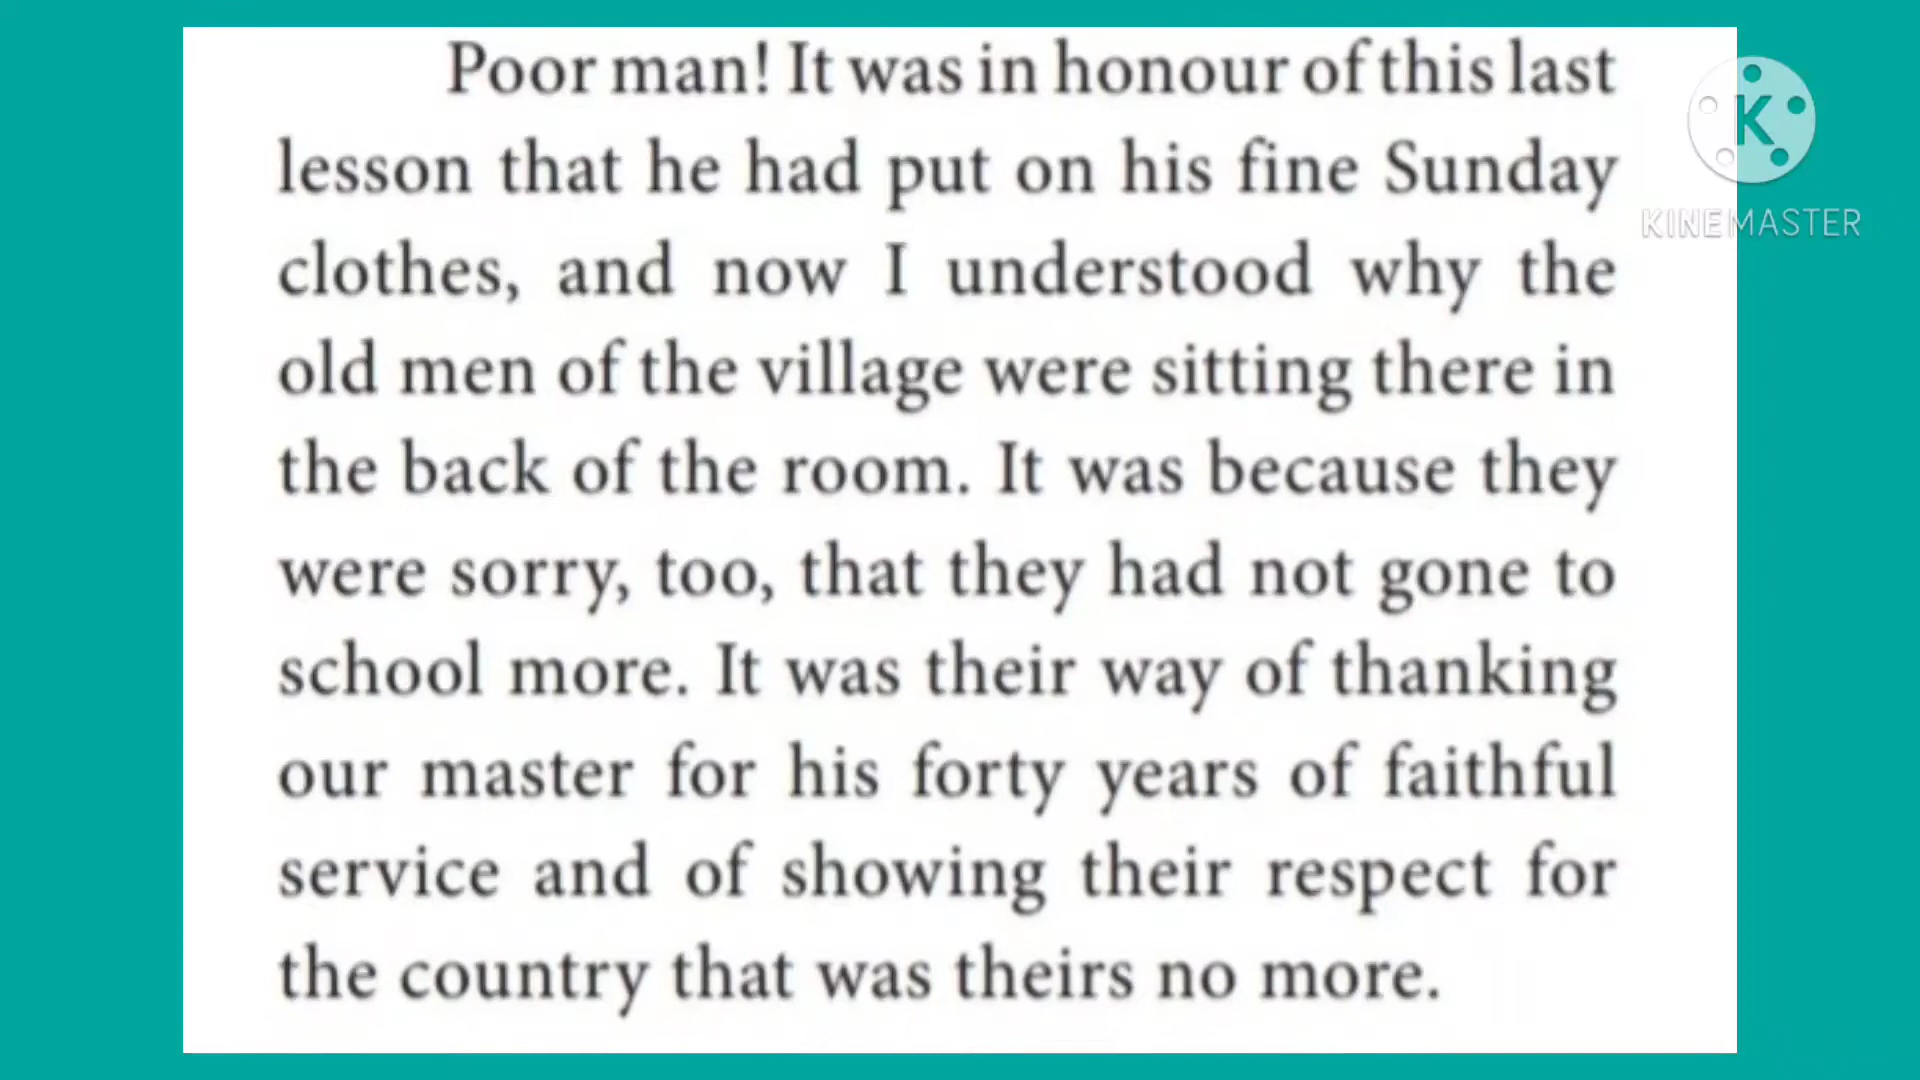 Poor man! It was in honour of this last
lesson that he had put on his fine Sunday
clothes, and now I understood why the
old men of the village were sitting there in
the back of the room. It was because they
were sorry, too, that they had not gone to
school more. It was their way of thanking
our master for his forty years of faithful
service and of showing their respect for
the country that was theirs no more.
K
KINEMASTER